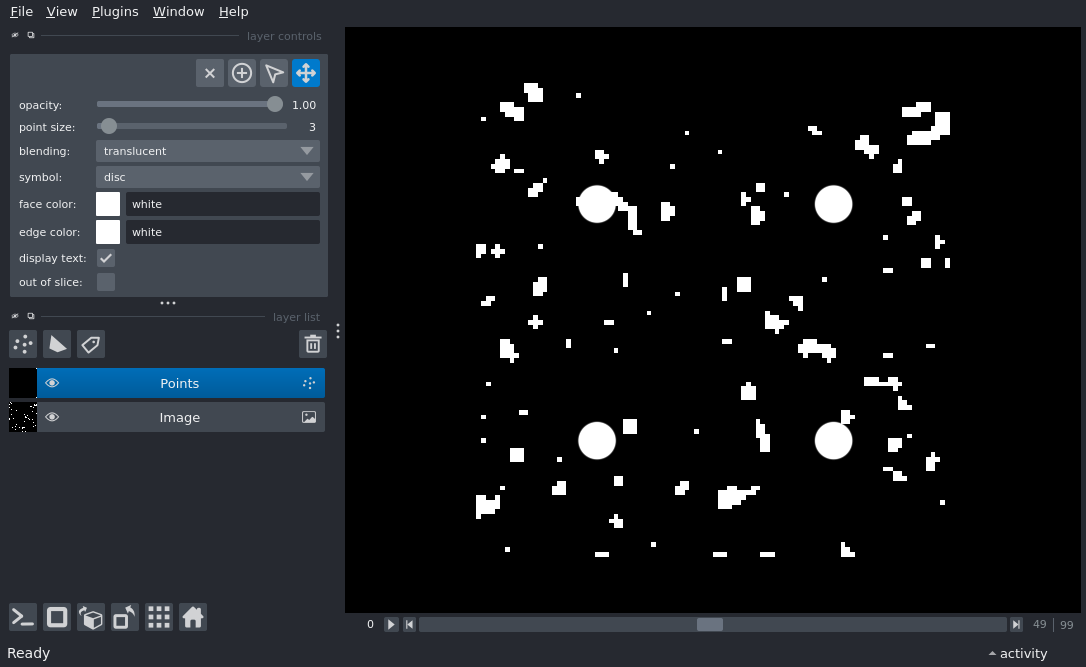 File View Plugins Window Help
layer controls
opacity: 1.00
point size: 3
blending: translucent
symbol: disc
face color: white
edge color: white
display text:
out of slice:
layer list
Points
Image
0 49 99
Ready activity